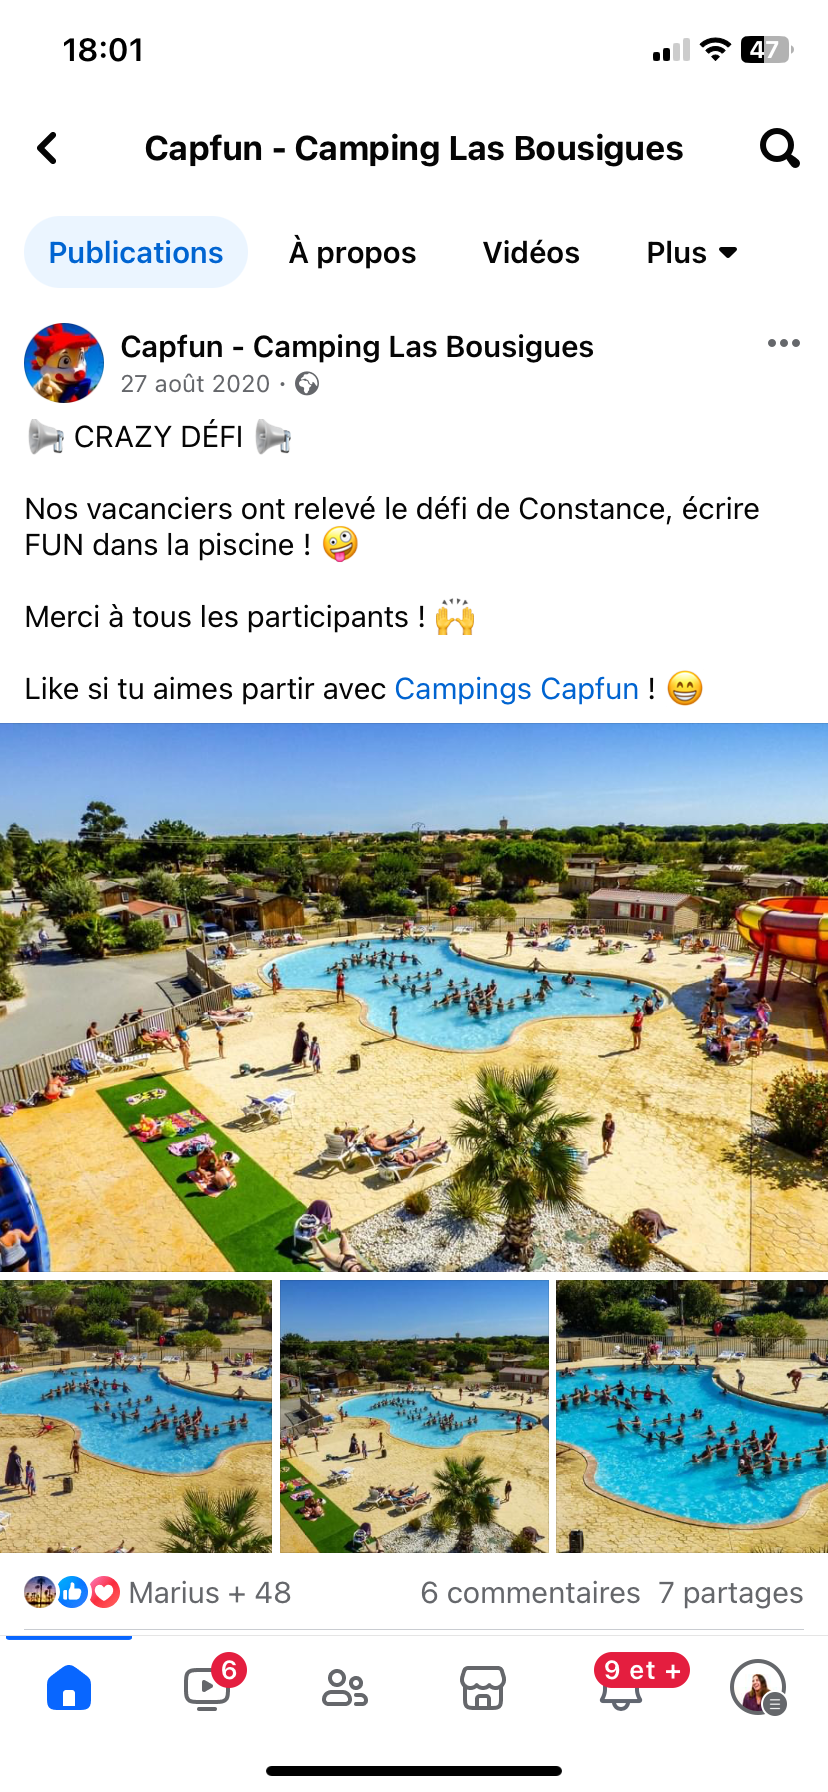 18:01
47
Capfun - Camping Las Bousigues
Publications
À propos
Vidéos
Plus
Capfun - Camping Las Bousigues
27 août 2020 ·
📢 CRAZY DÉFI 📢
Nos vacanciers ont relevé le défi de Constance, écrire
FUN dans la piscine ! 🤪
Merci à tous les participants ! 🙌
Like si tu aimes partir avec Campings Capfun ! 😁
Marius + 48
6 commentaires
7 partages
6
9 et +